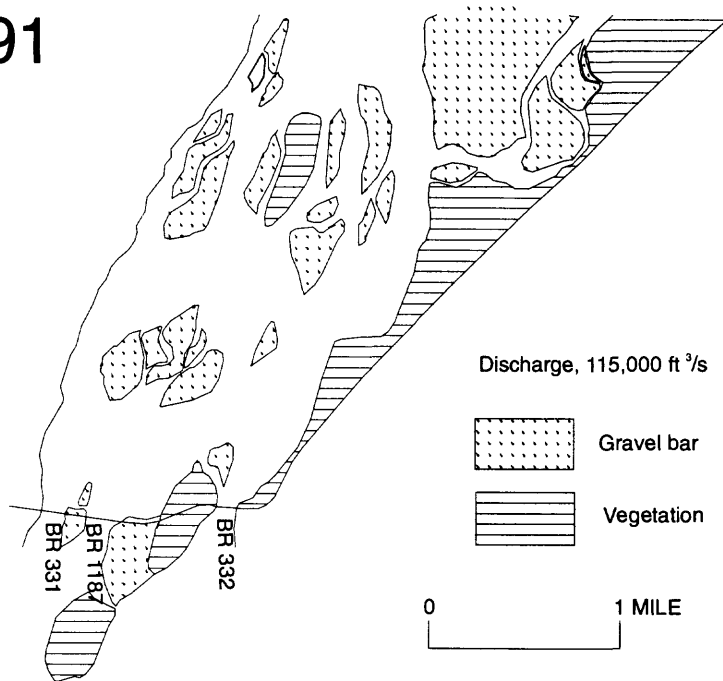 91
Discharge, 115,000 ft ³/s
Gravel bar
Vegetation
BR 331
BR 1187
BR 332
0 1 MILE